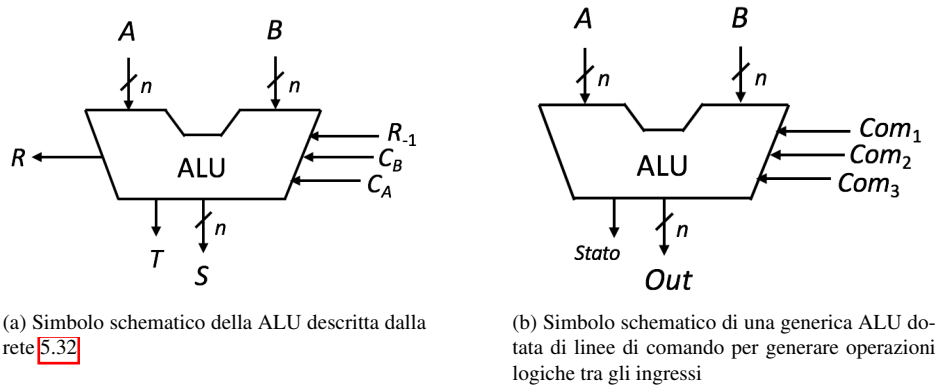 A B
n n
R ALU R-1
CB
CA
n
T S
(a) Simbolo schematico della ALU descritta dalla
rete 5.32
A B
n n
ALU Com1
Com2
Com3
n
Stato Out
(b) Simbolo schematico di una generica ALU do-
tata di linee di comando per generare operazioni
logiche tra gli ingressi